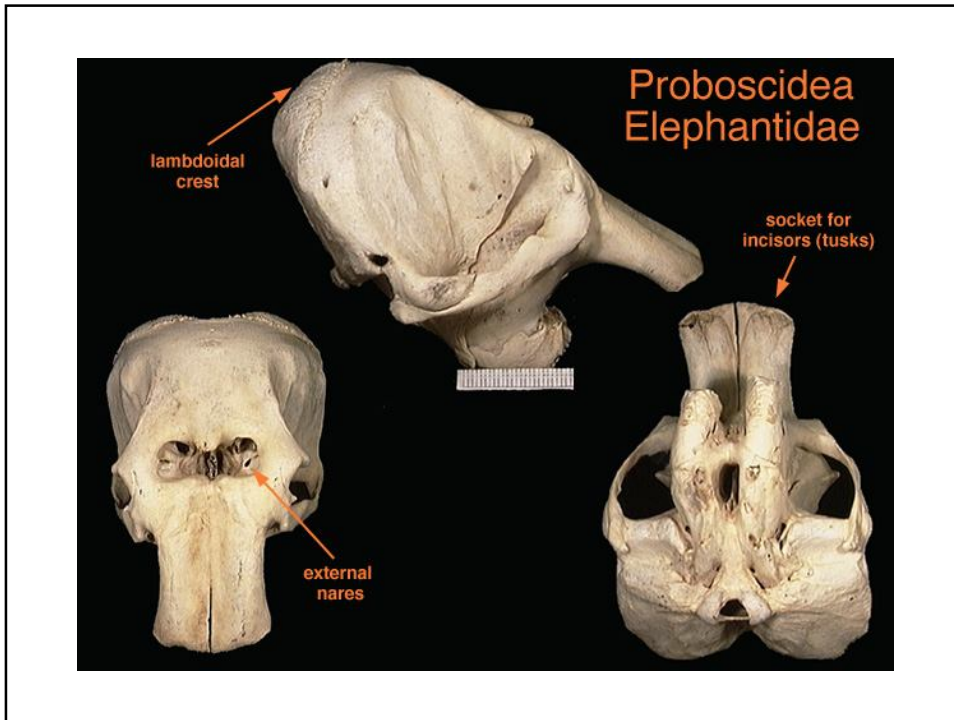 Proboscidea
Elephantidae
lambdoidal
crest
socket for
incisors (tusks)
external
nares